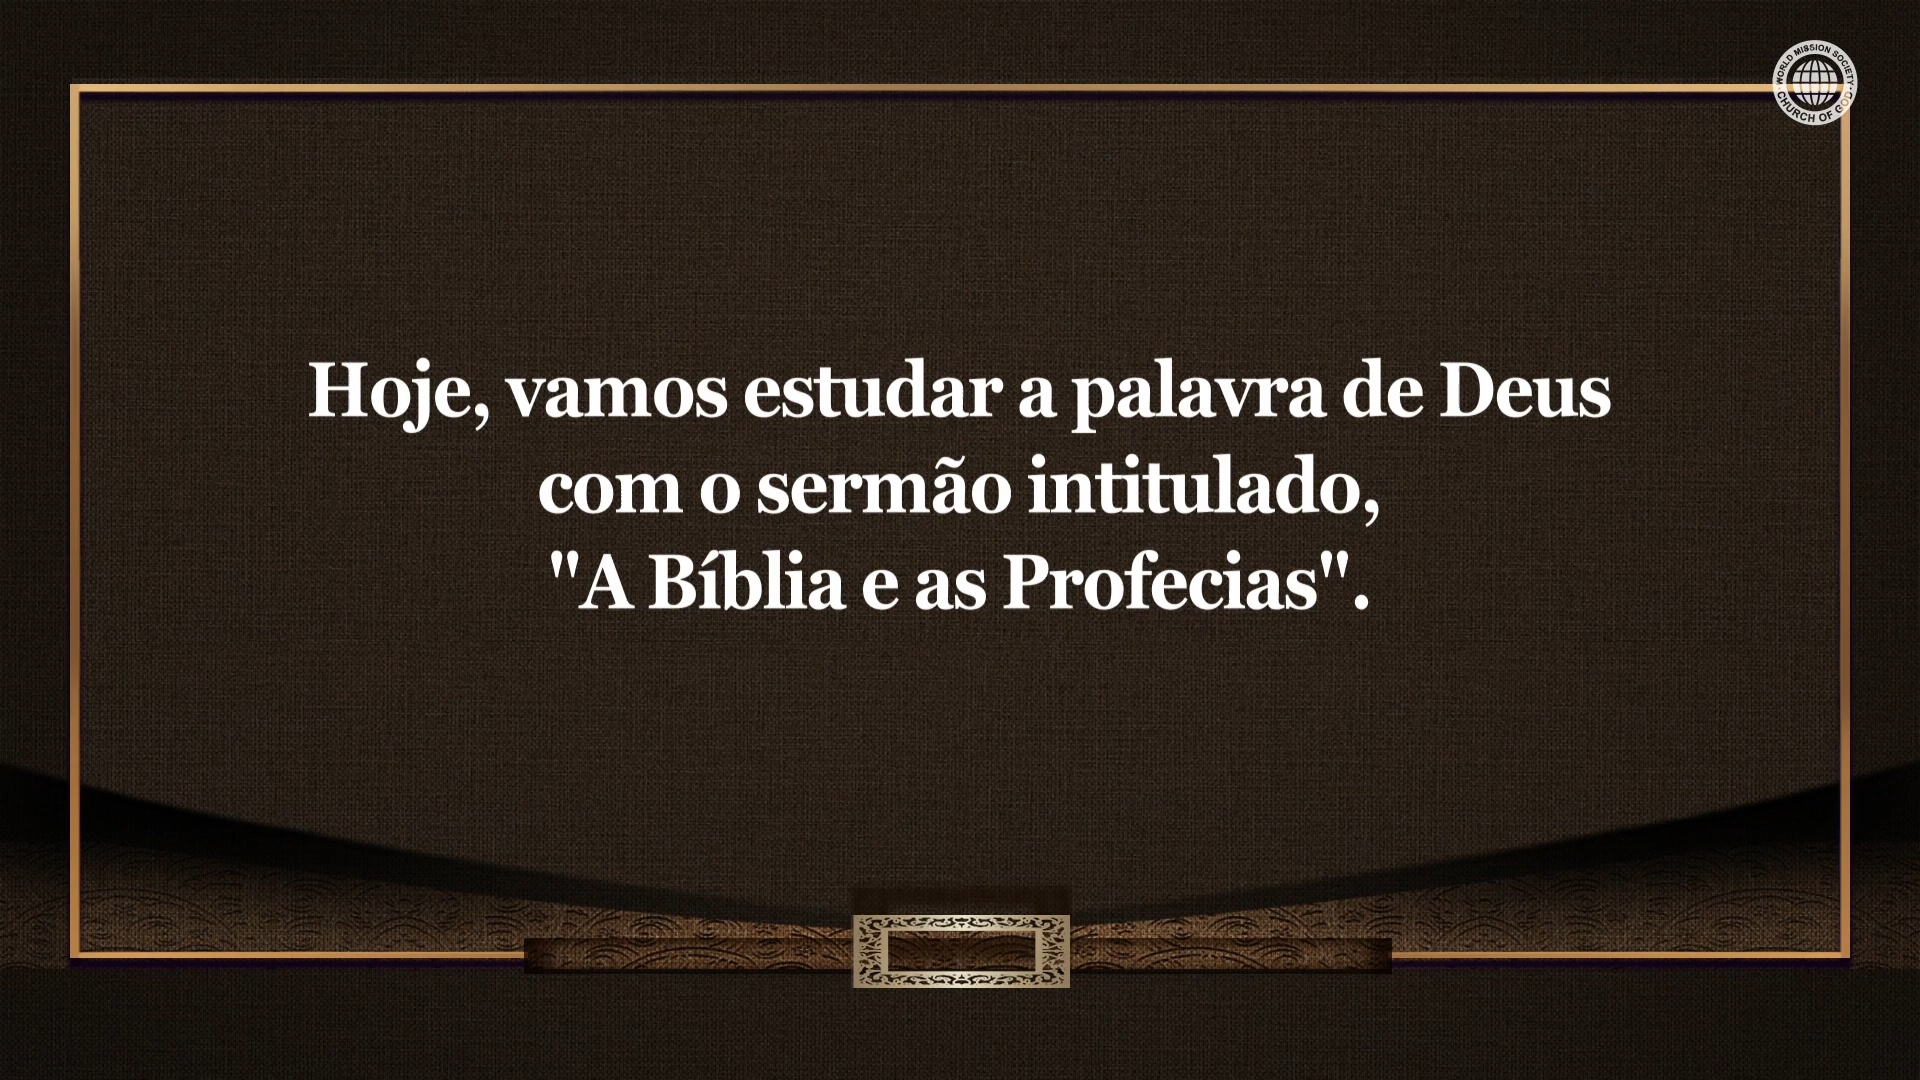 WORLD MISSION SOCIETY
CHURCH OF GOD
Hoje, vamos estudar a palavra de Deus
com o sermão intitulado,
"A Bíblia e as Profecias".